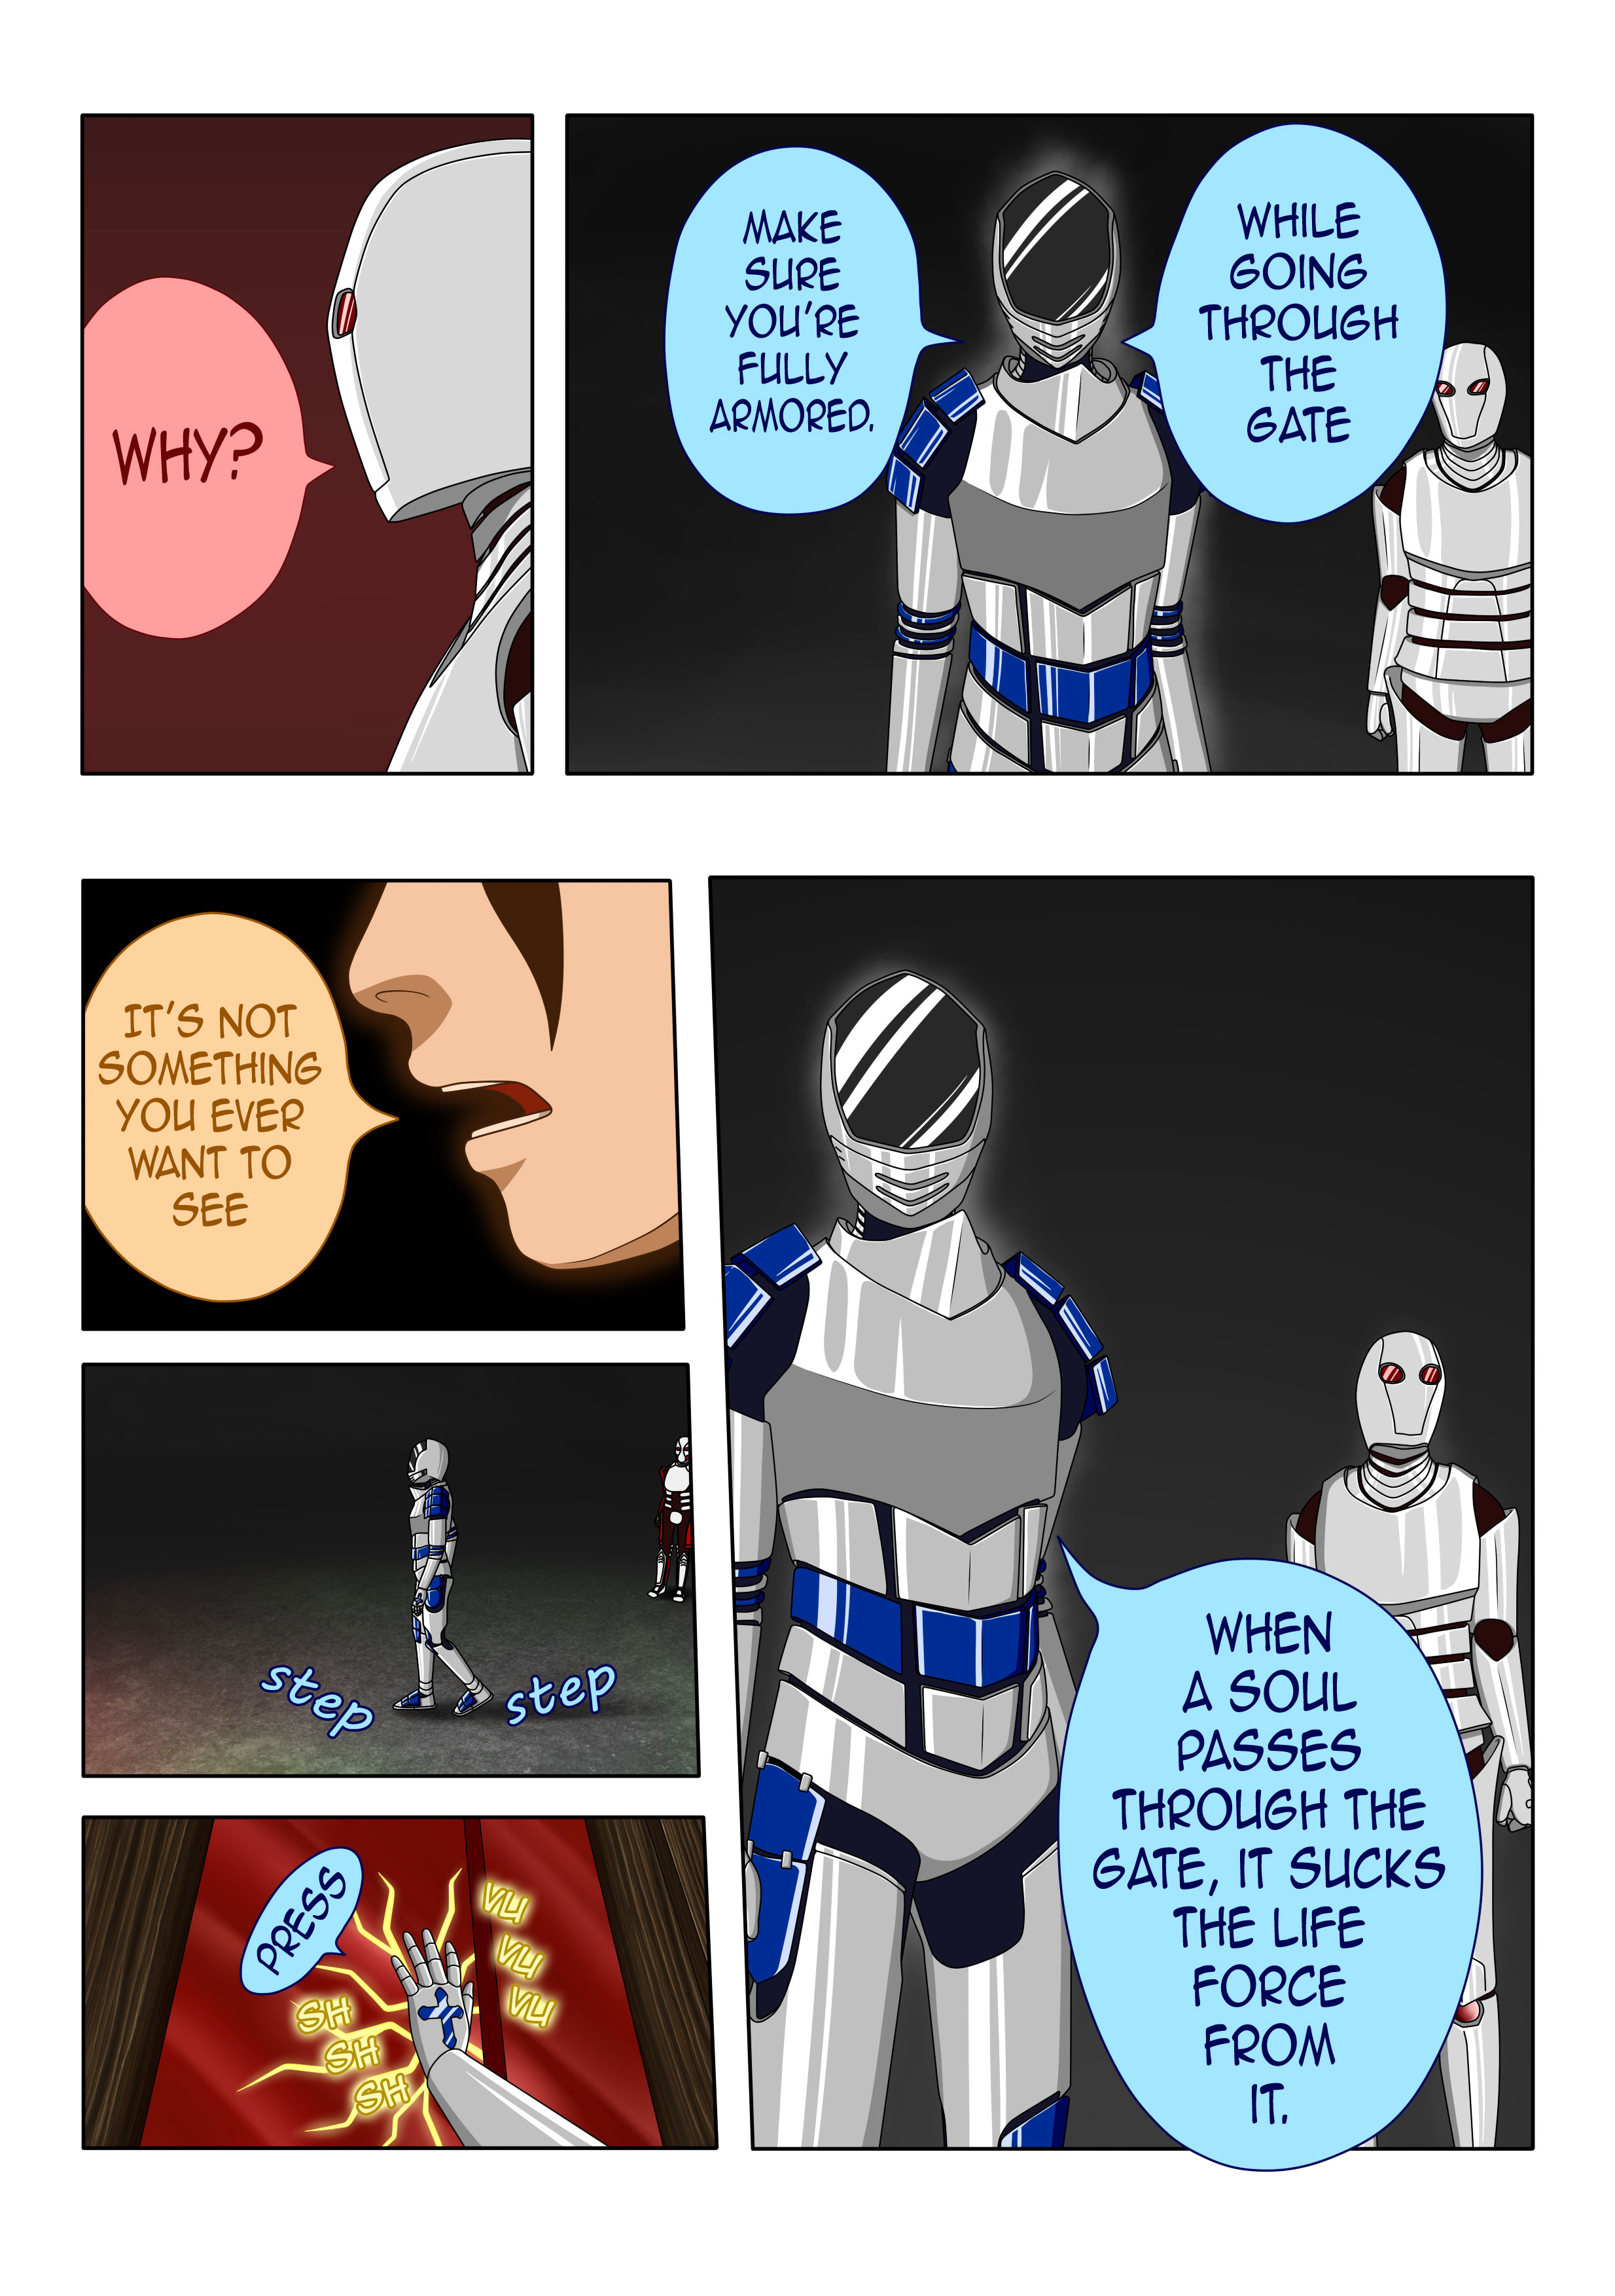 WHILE
GOING
THROUGH
THE
GATE
MAKE
SURE
YOU'RE
FULLY
ARMORED.
WHY?
WHEN
A SOUL
PASSES
THROUGH THE
GATE, IT SUCKS
THE LIFE
FORCE
FROM
IT.
IT'S NOT
SOMETHING
YOU EVER
WANT TO
SEE
step
step
VU
VU
VU
PRESS
SH
SH
SH